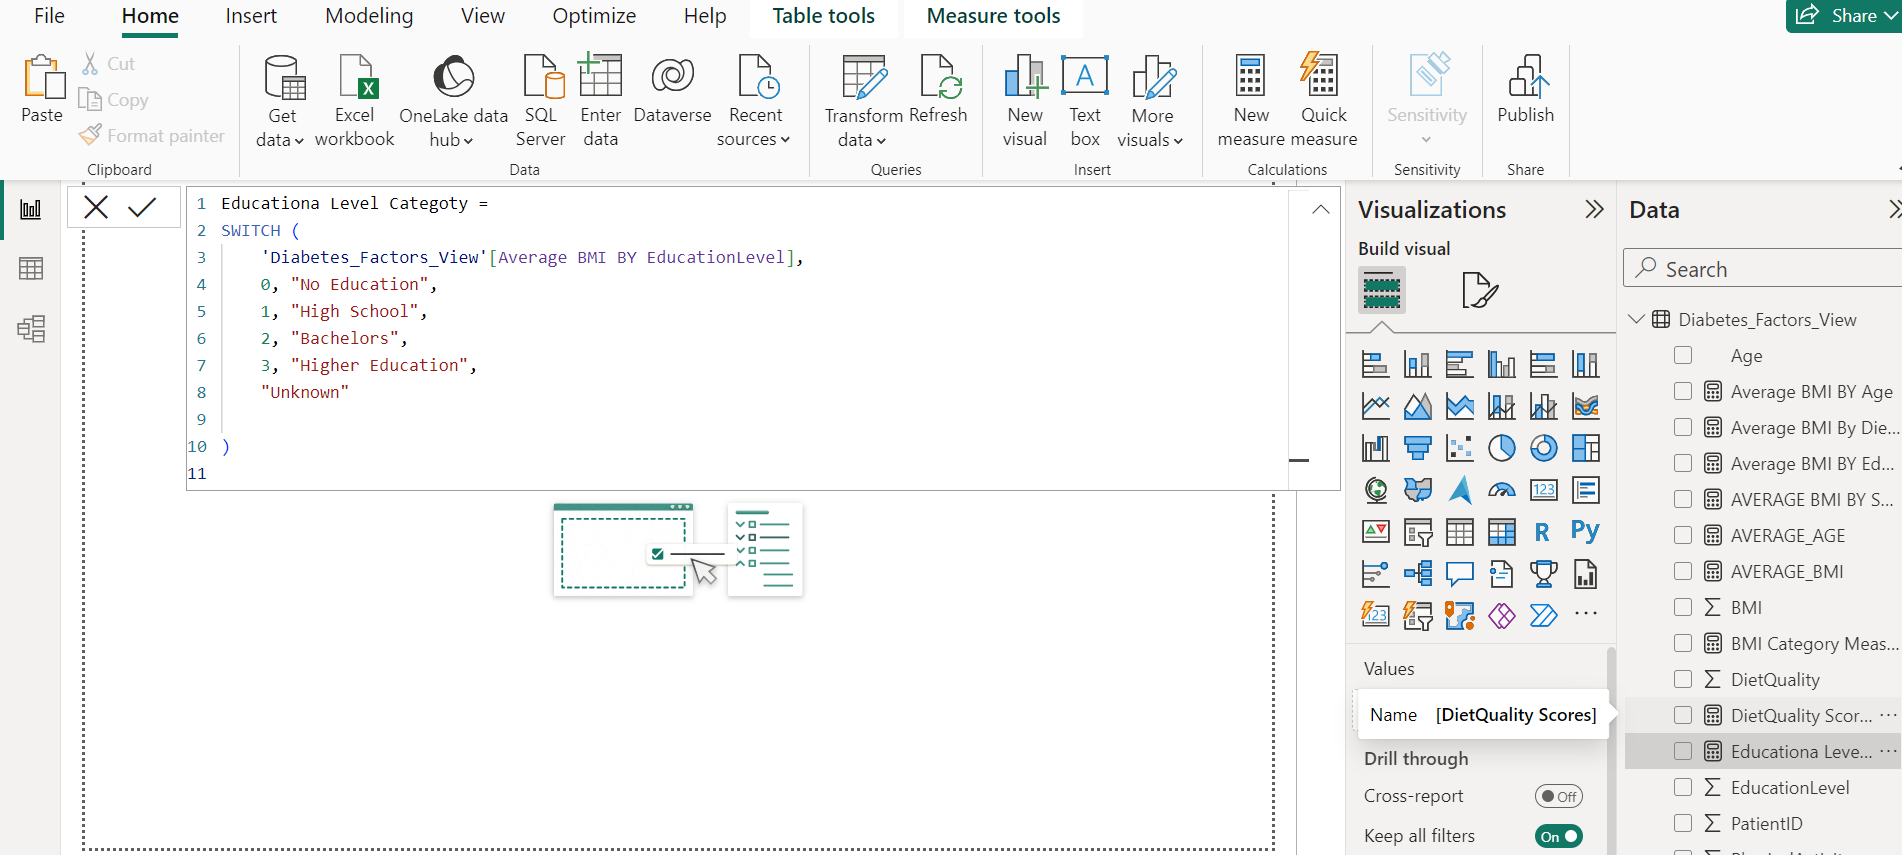 File Home Insert Modeling View Optimize Help Table tools Measure tools Share
Paste
Cut
Copy
Format painter
Clipboard
Get data
Excel workbook
OneLake data hub
SQL Server
Enter data
Dataverse
Recent sources
Data
Transform data
Refresh
Queries
New visual
Text box
More visuals
Insert
New measure
Quick measure
Calculations
Sensitivity
Sensitivity
Publish
Share
1 Educationa Level Categoty =
2 SWITCH (
3 'Diabetes_Factors_View'[Average BMI BY EducationLevel],
4 0, "No Education",
5 1, "High School",
6 2, "Bachelors",
7 3, "Higher Education",
8 "Unknown"
9
10 )
11
Visualizations
Build visual
123
R
Py
123
Values
Name [DietQuality Scores]
Drill through
Cross-report Off
Keep all filters On
Data
Search
Diabetes_Factors_View
Age
Average BMI BY Age
Average BMI By Die...
Average BMI BY Ed...
AVERAGE BMI BY S...
AVERAGE_AGE
AVERAGE_BMI
BMI
BMI Category Meas...
DietQuality
DietQuality Scor...
Educationa Leve...
EducationLevel
PatientID